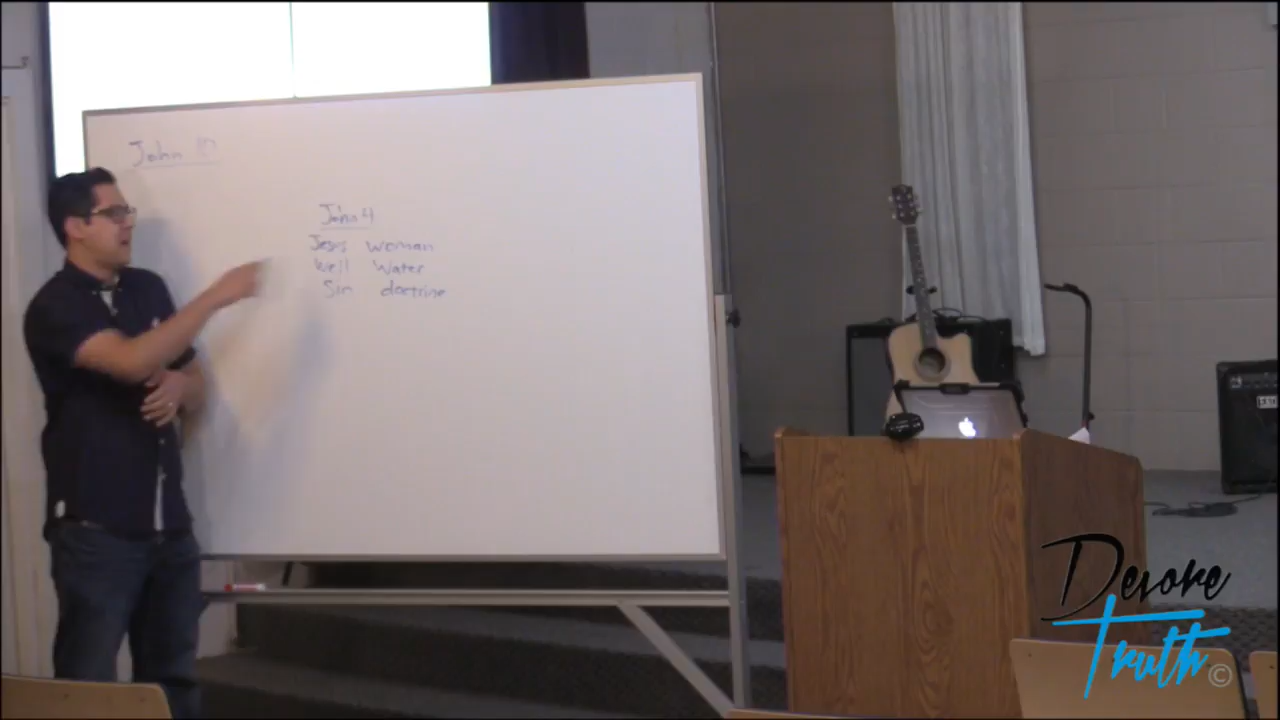 John
John 4
Jesus woman
Well Water
Sin doctrine
Devore
Truth ©